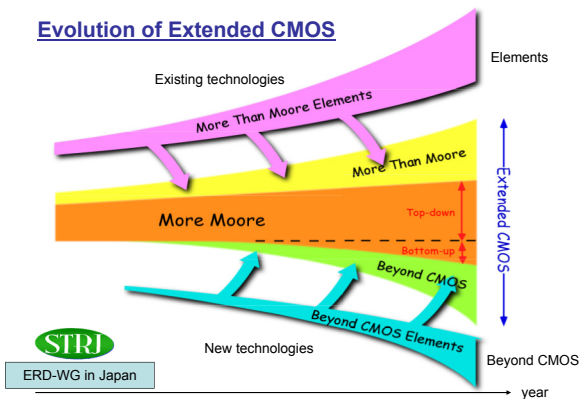 Evolution of Extended CMOS
Elements
Existing technologies
More Than Moore Elements
More Than Moore
More Moore
Top-down
Bottom-up
Extended CMOS
Beyond CMOS
Beyond CMOS Elements
New technologies
Beyond CMOS
STRJ
ERD-WG in Japan
year